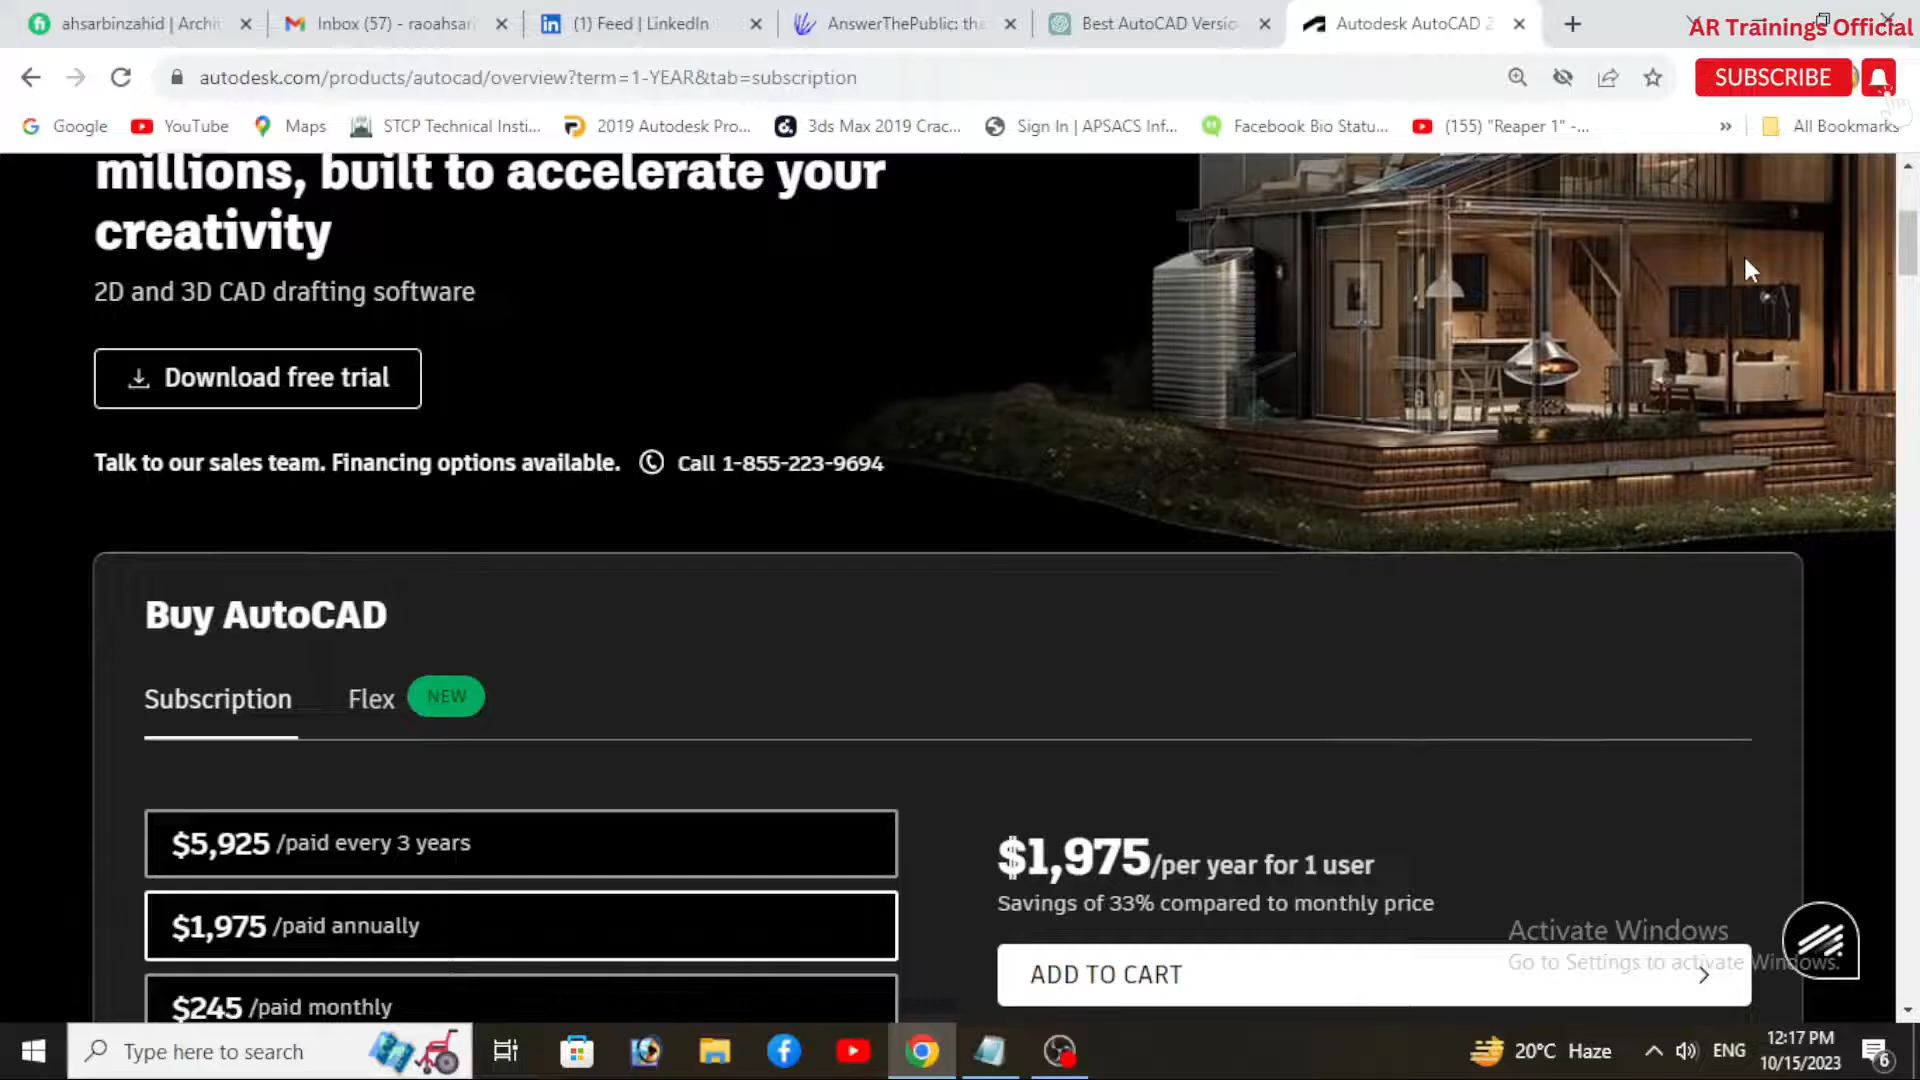 ahsarbinzahid | Archi
Inbox (57) - raoahsar
(1) Feed | LinkedIn
AnswerThePublic: the
Best AutoCAD Versio
Autodesk AutoCAD 2
AR Trainings Official
autodesk.com/products/autocad/overview?term=1-YEAR&tab=subscription
SUBSCRIBE
Google
YouTube
Maps
STCP Technical Insti...
2019 Autodesk Pro...
3ds Max 2019 Crac...
Sign In | APSACS Inf...
Facebook Bio Statu...
(155) "Reaper 1" -...
All Bookmarks
millions, built to accelerate your
creativity
2D and 3D CAD drafting software
Download free trial
Talk to our sales team. Financing options available.
Call 1-855-223-9694
Buy AutoCAD
Subscription
Flex
NEW
$5,925 /paid every 3 years
$1,975 /paid annually
$245 /paid monthly
$1,975/per year for 1 user
Savings of 33% compared to monthly price
ADD TO CART
Activate Windows
Go to Settings to activate Windows.
Type here to search
20°C Haze
ENG
12:17 PM
10/15/2023
6